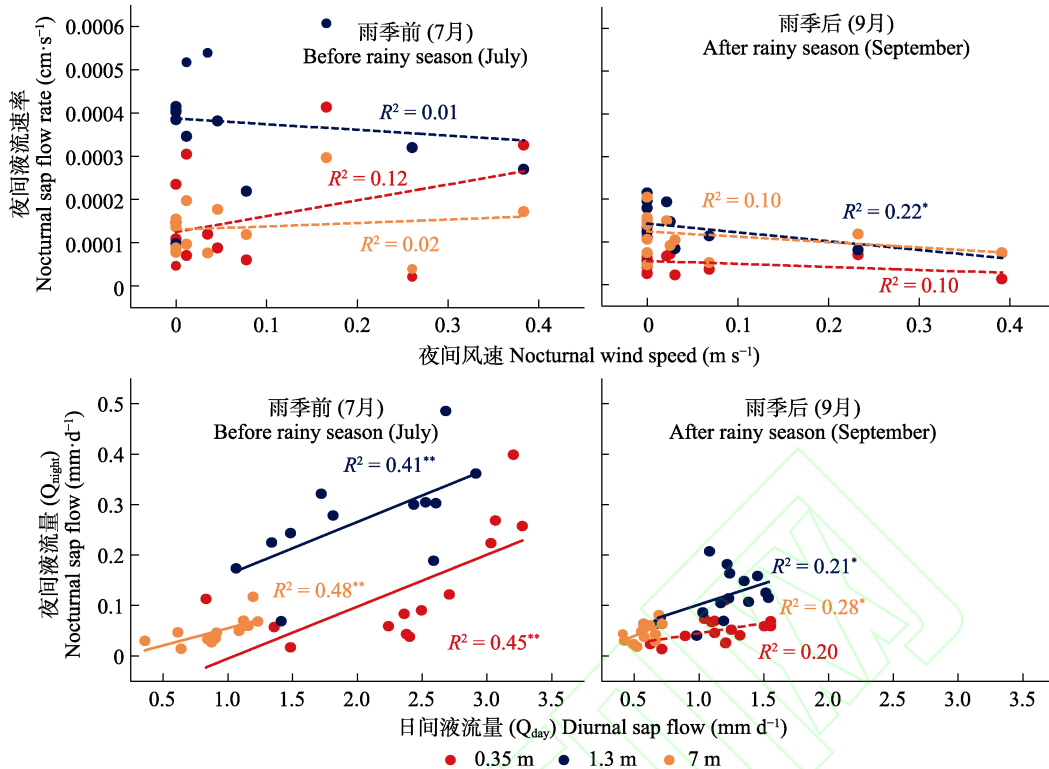 雨季前 (7月)
Before rainy season (July)
雨季后 (9月)
After rainy season (September)
夜间液流速率
Nocturnal sap flow rate (cm·s⁻¹)
0.0006
0.0005
0.0004
0.0003
0.0002
0.0001
0
R² = 0.01
R² = 0.12
R² = 0.02
R² = 0.10
R² = 0.22*
R² = 0.10
0 0.1 0.2 0.3 0.4
0 0.1 0.2 0.3 0.4
夜间风速 Nocturnal wind speed (m s⁻¹)
雨季前 (7月)
Before rainy season (July)
雨季后 (9月)
After rainy season (September)
夜间液流量 (Qnight)
Nocturnal sap flow (mm·d⁻¹)
0.5
0.4
0.3
0.2
0.1
0
R² = 0.41**
R² = 0.48**
R² = 0.45**
R² = 0.21*
R² = 0.28*
R² = 0.20
0.5 1.0 1.5 2.0 2.5 3.0 3.5
0.5 1.0 1.5 2.0 2.5 3.0 3.5
日间液流量 (Qday) Diurnal sap flow (mm d⁻¹)
0.35 m 1.3 m 7 m